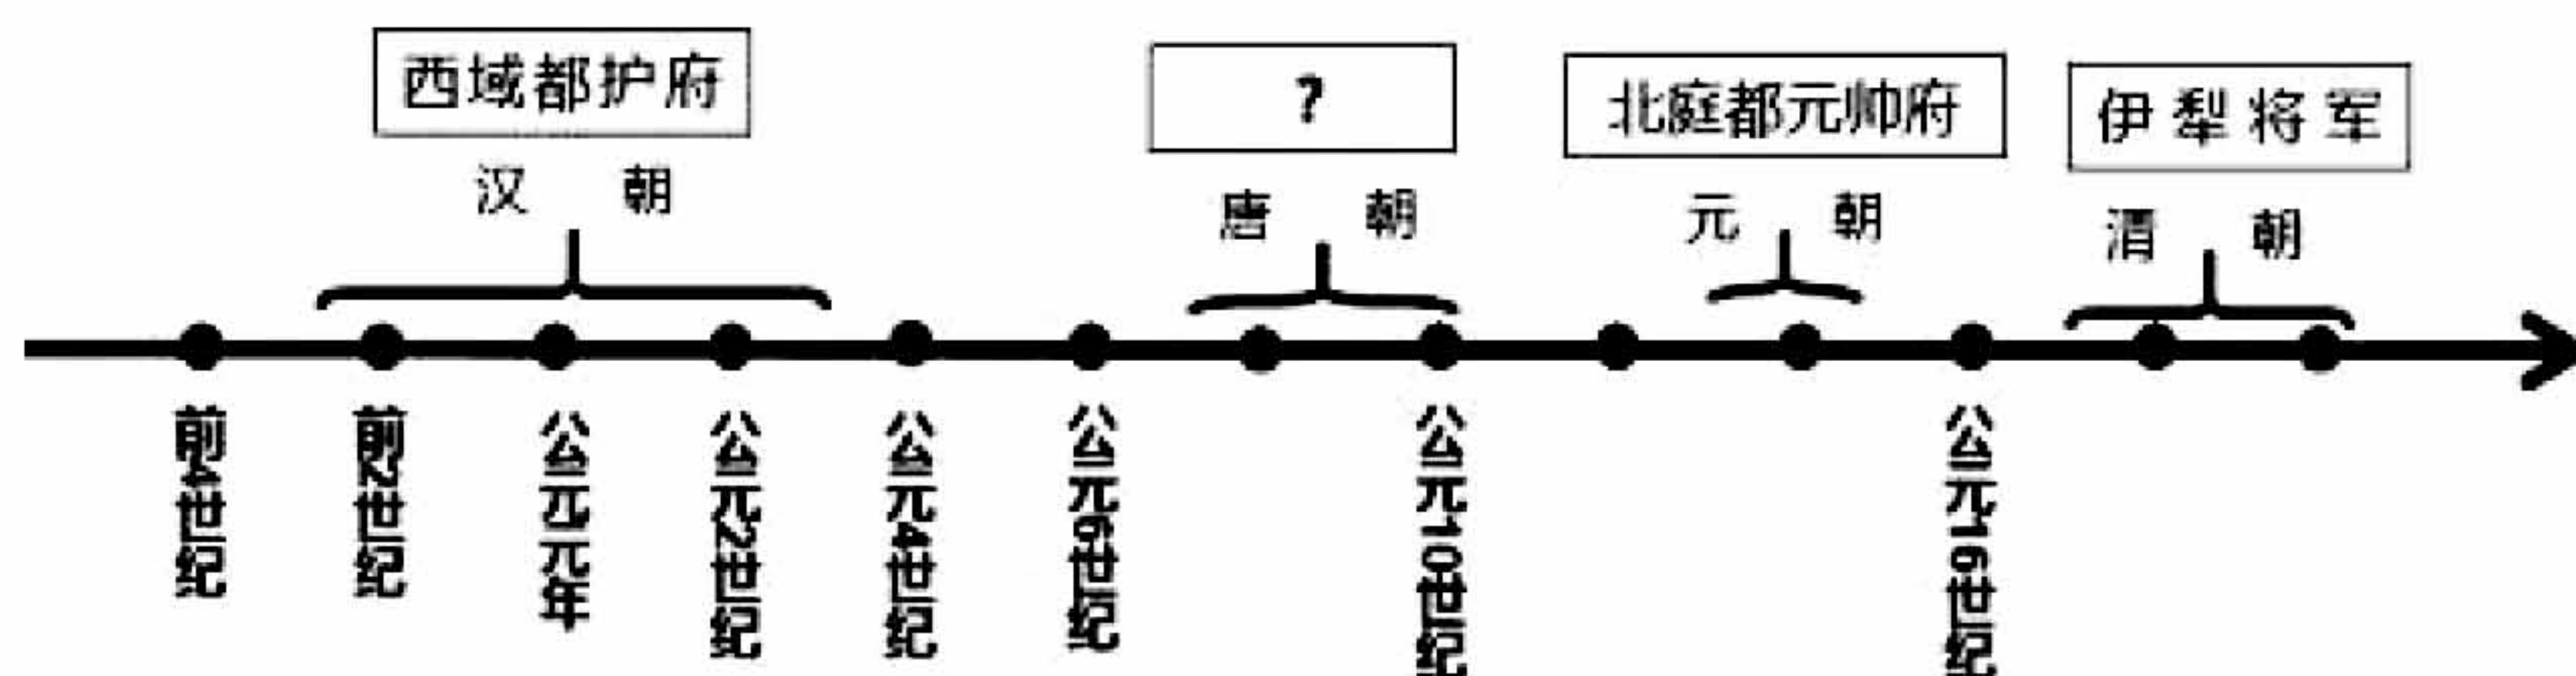 西域都护府
?
北庭都元帅府
伊犁将军
汉 朝
唐 朝
元 朝
清 朝
前4世纪
前2世纪
公元元年
公元2世纪
公元4世纪
公元6世纪
公元10世纪
公元16世纪